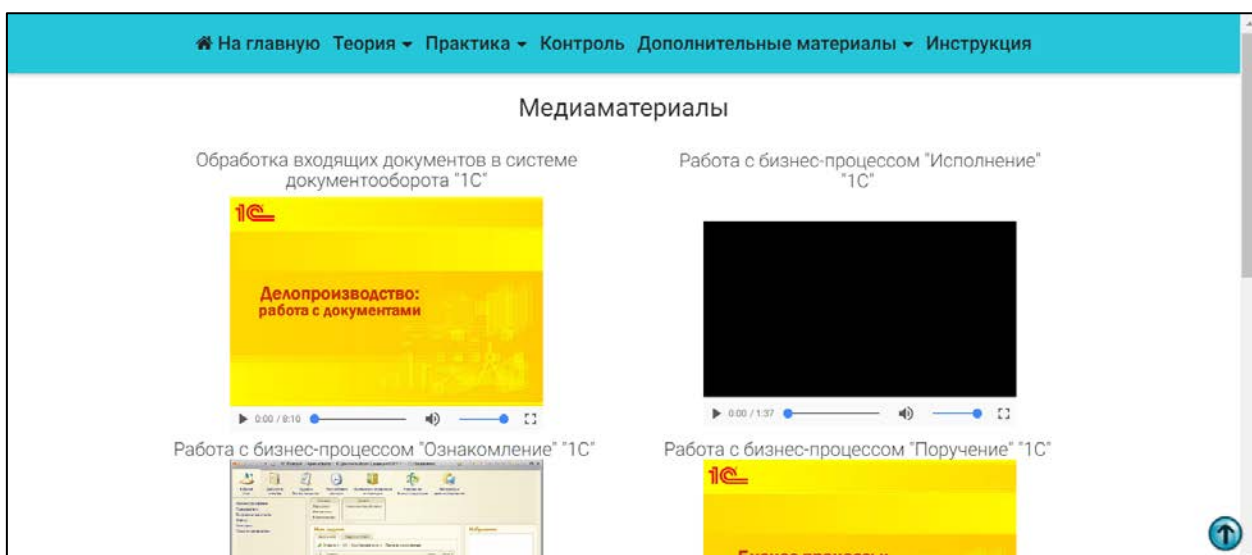 На главную Теория Практика Контроль Дополнительные материалы Инструкция
Медиаматериалы
Обработка входящих документов в системе
документооборота "1С"
1С
Делопроизводство:
работа с документами
0:00 / 8:10
Работа с бизнес-процессом "Исполнение"
"1С"
0:00 / 1:37
Работа с бизнес-процессом "Ознакомление" "1С"
Работа с бизнес-процессом "Поручение" "1С"
1С